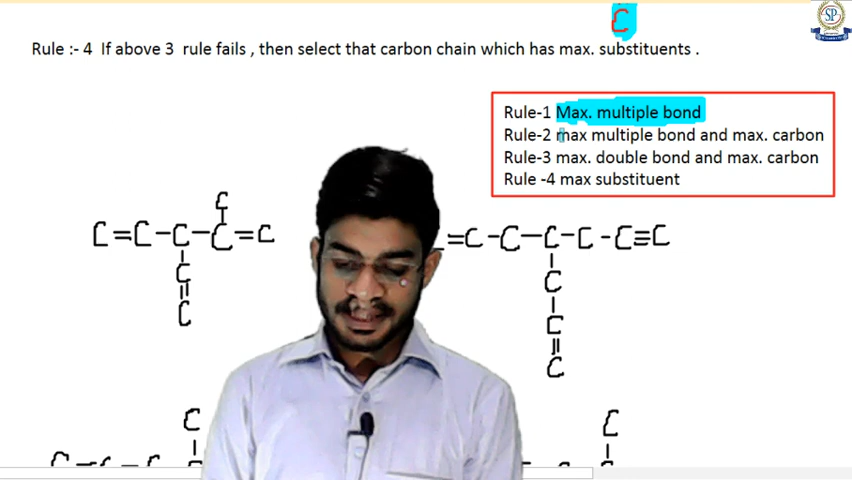 C
SP
Rule :- 4 If above 3 rule fails , then select that carbon chain which has max. substituents .
Rule-1 Max. multiple bond
Rule-2 max multiple bond and max. carbon
Rule-3 max. double bond and max. carbon
Rule -4 max substituent
C
C=C-C-C=C
C
C
=C-C-C-C-C≡C
C
C
C
C
C